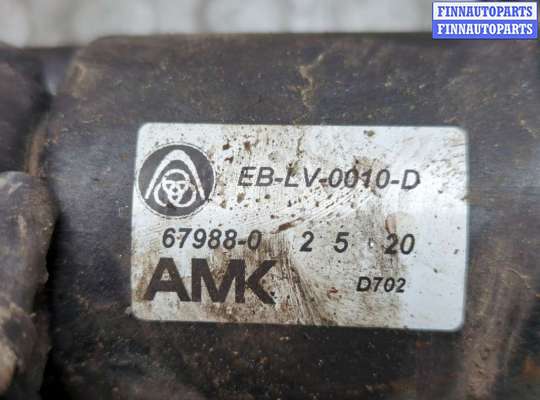 FINNAUTOPARTS
FINNAUTOPARTS
EB-LV-0010-D
67988-0 2 5 20
AMK D702